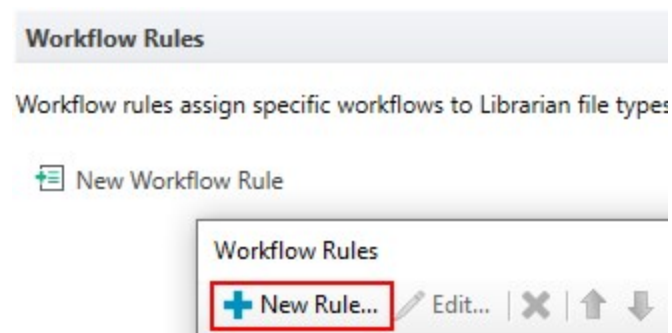 Workflow Rules
Workflow rules assign specific workflows to Librarian file types
New Workflow Rule
Workflow Rules
New Rule... Edit...